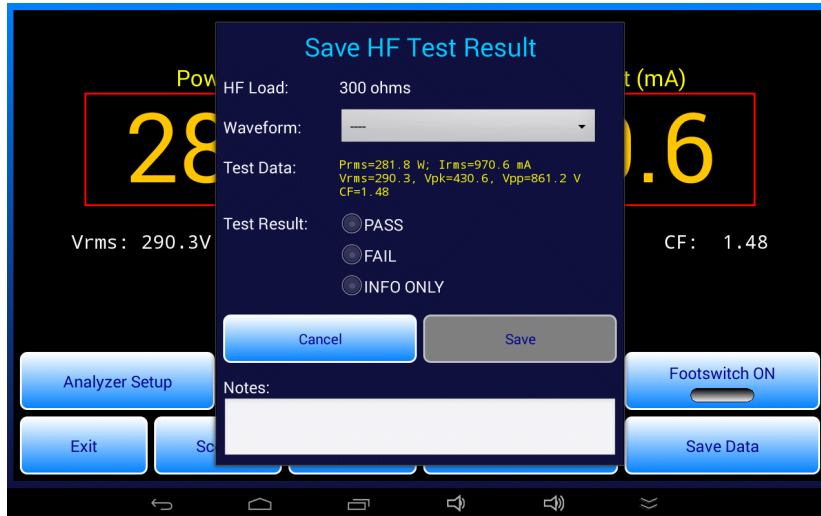 Save HF Test Result
Pow
t (mA)
HF Load: 300 ohms
28
.6
Waveform: ----
Test Data: Prms=281.8 W; Irms=970.6 mA
Vrms=290.3, Vpk=430.6, Vpp=861.2 V
CF=1.48
Test Result: PASS
Vrms: 290.3V
CF: 1.48
FAIL
INFO ONLY
Cancel
Save
Analyzer Setup
Footswitch ON
Notes:
Exit
Sc
Save Data